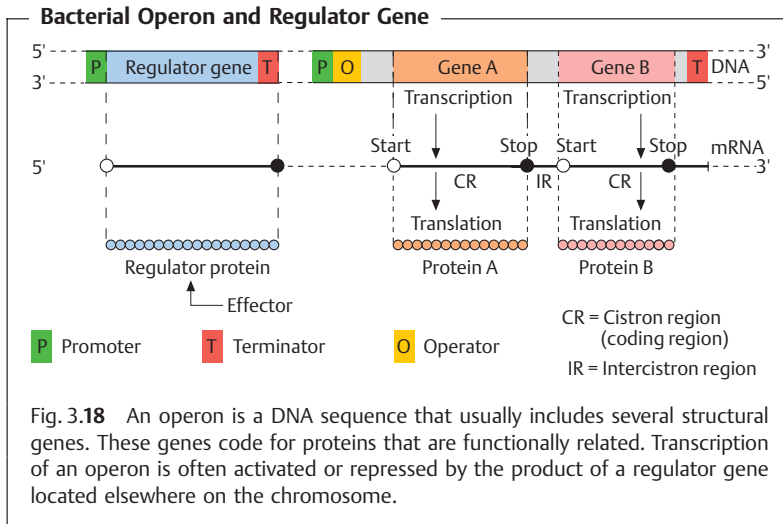 Bacterial Operon and Regulator Gene
5' P Regulator gene T P O Gene A Gene B T DNA 3'
3' 5'
Transcription Transcription
Start Stop Start Stop mRNA
5' 3'
CR IR CR
Translation Translation
Regulator protein Protein A Protein B
Effector
P Promoter T Terminator O Operator
CR = Cistron region
(coding region)
IR = Intercistron region
Fig. 3.18 An operon is a DNA sequence that usually includes several structural
genes. These genes code for proteins that are functionally related. Transcription
of an operon is often activated or repressed by the product of a regulator gene
located elsewhere on the chromosome.